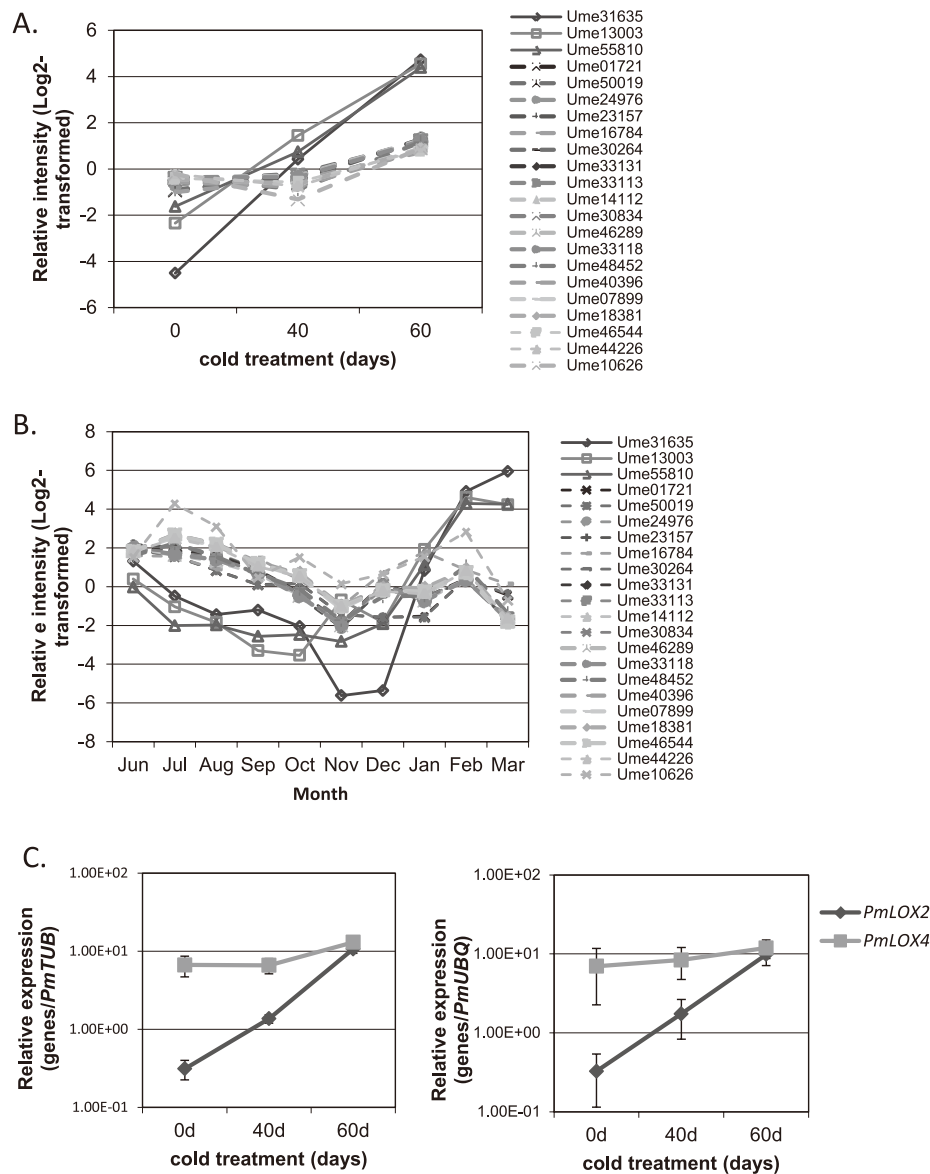 A.
Relative intensity (Log2-
transformed)
6
4
2
0
-2
-4
-6
0 40 60
cold treatment (days)
Ume31635
Ume13003
Ume55810
Ume01721
Ume50019
Ume24976
Ume23157
Ume16784
Ume30264
Ume33131
Ume33113
Ume14112
Ume30834
Ume46289
Ume33118
Ume48452
Ume40396
Ume07899
Ume18381
Ume46544
Ume44226
Ume10626
B.
Relativ e intensity (Log2-
transformed)
8
6
4
2
0
-2
-4
-6
-8
Jun Jul Aug Sep Oct Nov Dec Jan Feb Mar
Month
Ume31635
Ume13003
Ume55810
Ume01721
Ume50019
Ume24976
Ume23157
Ume16784
Ume30264
Ume33131
Ume33113
Ume14112
Ume30834
Ume46289
Ume33118
Ume48452
Ume40396
Ume07899
Ume18381
Ume46544
Ume44226
Ume10626
C.
Relative expression
(genes/PmTUB)
1.00E+02
1.00E+01
1.00E+00
1.00E-01
0d 40d 60d
cold treatment (days)
Relative expression
(genes/PmUBQ)
1.00E+02
1.00E+01
1.00E+00
1.00E-01
0d 40d 60d
cold treatment (days)
PmLOX2
PmLOX4